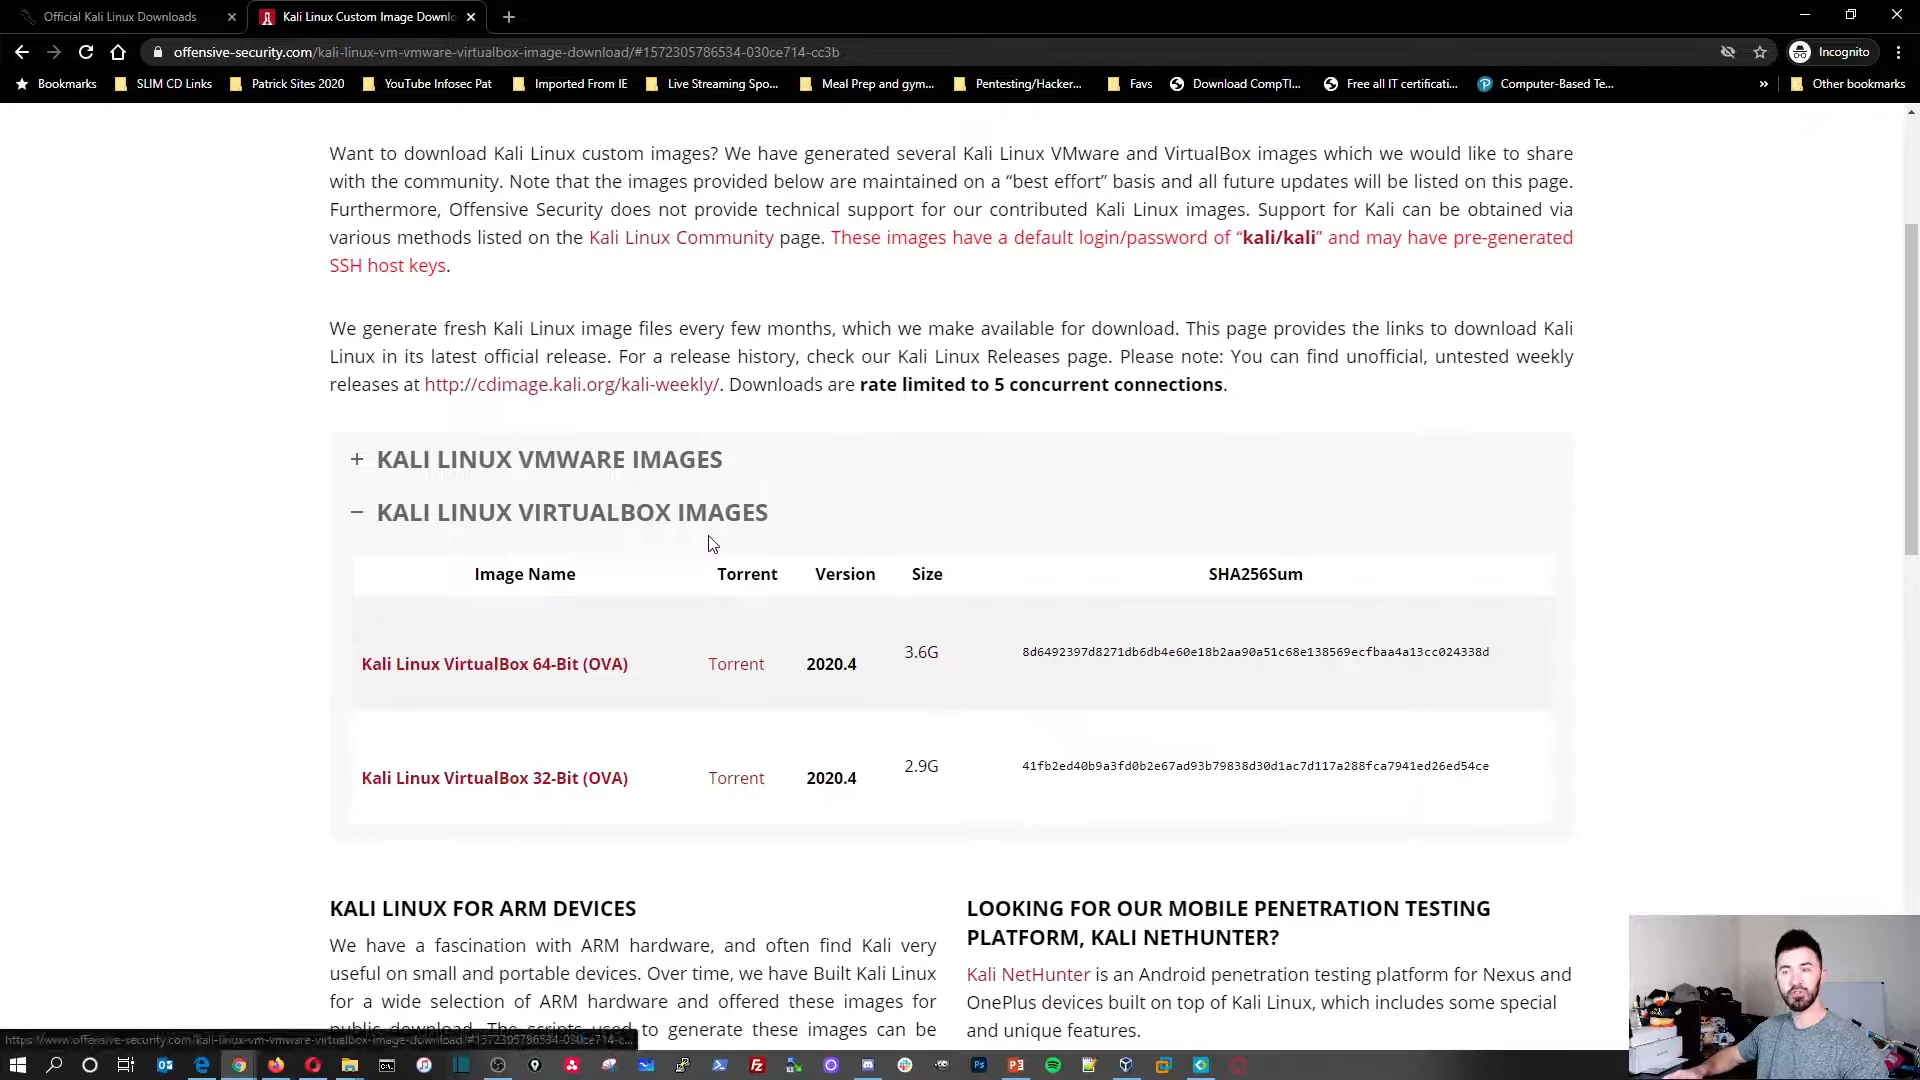 Official Kali Linux Downloads
Kali Linux Custom Image Downlo
offensive-security.com/kali-linux-vm-vmware-virtualbox-image-download/#1572305786534-030ce714-cc3b
Incognito
Bookmarks
SLIM CD Links
Patrick Sites 2020
YouTube Infosec Pat
Imported From IE
Live Streaming Spo...
Meal Prep and gym...
Pentesting/Hacker...
Favs
Download CompTI...
Free all IT certificati...
Computer-Based Te...
»
Other bookmarks
Want to download Kali Linux custom images? We have generated several Kali Linux VMware and VirtualBox images which we would like to share
with the community. Note that the images provided below are maintained on a “best effort” basis and all future updates will be listed on this page.
Furthermore, Offensive Security does not provide technical support for our contributed Kali Linux images. Support for Kali can be obtained via
various methods listed on the Kali Linux Community page. These images have a default login/password of “kali/kali” and may have pre-generated
SSH host keys.
We generate fresh Kali Linux image files every few months, which we make available for download. This page provides the links to download Kali
Linux in its latest official release. For a release history, check our Kali Linux Releases page. Please note: You can find unofficial, untested weekly
releases at http://cdimage.kali.org/kali-weekly/. Downloads are rate limited to 5 concurrent connections.
+ KALI LINUX VMWARE IMAGES
− KALI LINUX VIRTUALBOX IMAGES
Image Name Torrent Version Size SHA256Sum
Kali Linux VirtualBox 64-Bit (OVA) Torrent 2020.4 3.6G 8d6492397d8271db6db4e60e18b2aa90a51c68e138569ecfbaa4a13cc024338d
Kali Linux VirtualBox 32-Bit (OVA) Torrent 2020.4 2.9G 41fb2ed40b9a3fd0b2e67ad93b79838d30d1ac7d117a288fca7941ed26ed54ce
KALI LINUX FOR ARM DEVICES
We have a fascination with ARM hardware, and often find Kali very
useful on small and portable devices. Over time, we have Built Kali Linux
for a wide selection of ARM hardware and offered these images for
public download. The scripts used to generate these images can be
LOOKING FOR OUR MOBILE PENETRATION TESTING
PLATFORM, KALI NETHUNTER?
Kali NetHunter is an Android penetration testing platform for Nexus and
OnePlus devices built on top of Kali Linux, which includes some special
and unique features.
https://www.offensive-security.com/kali-linux-vm-vmware-virtualbox-image-download/#1572305786534-030ce714-c...